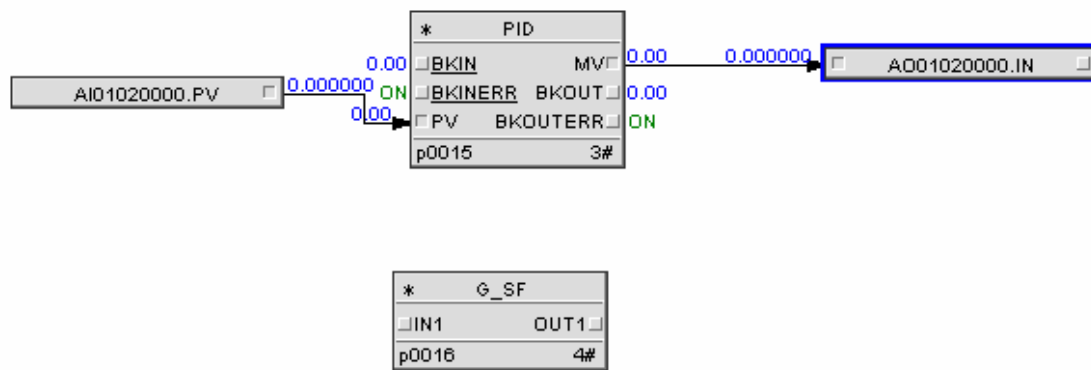 * PID
0.00 BKIN MV 0.00 0.000000 AO01020000.IN
AI01020000.PV 0.000000 ON BKINERR BKOUT 0.00
0.00 PV BKOUTERR ON
p0015 3#
* G_SF
IN1 OUT1
p0016 4#